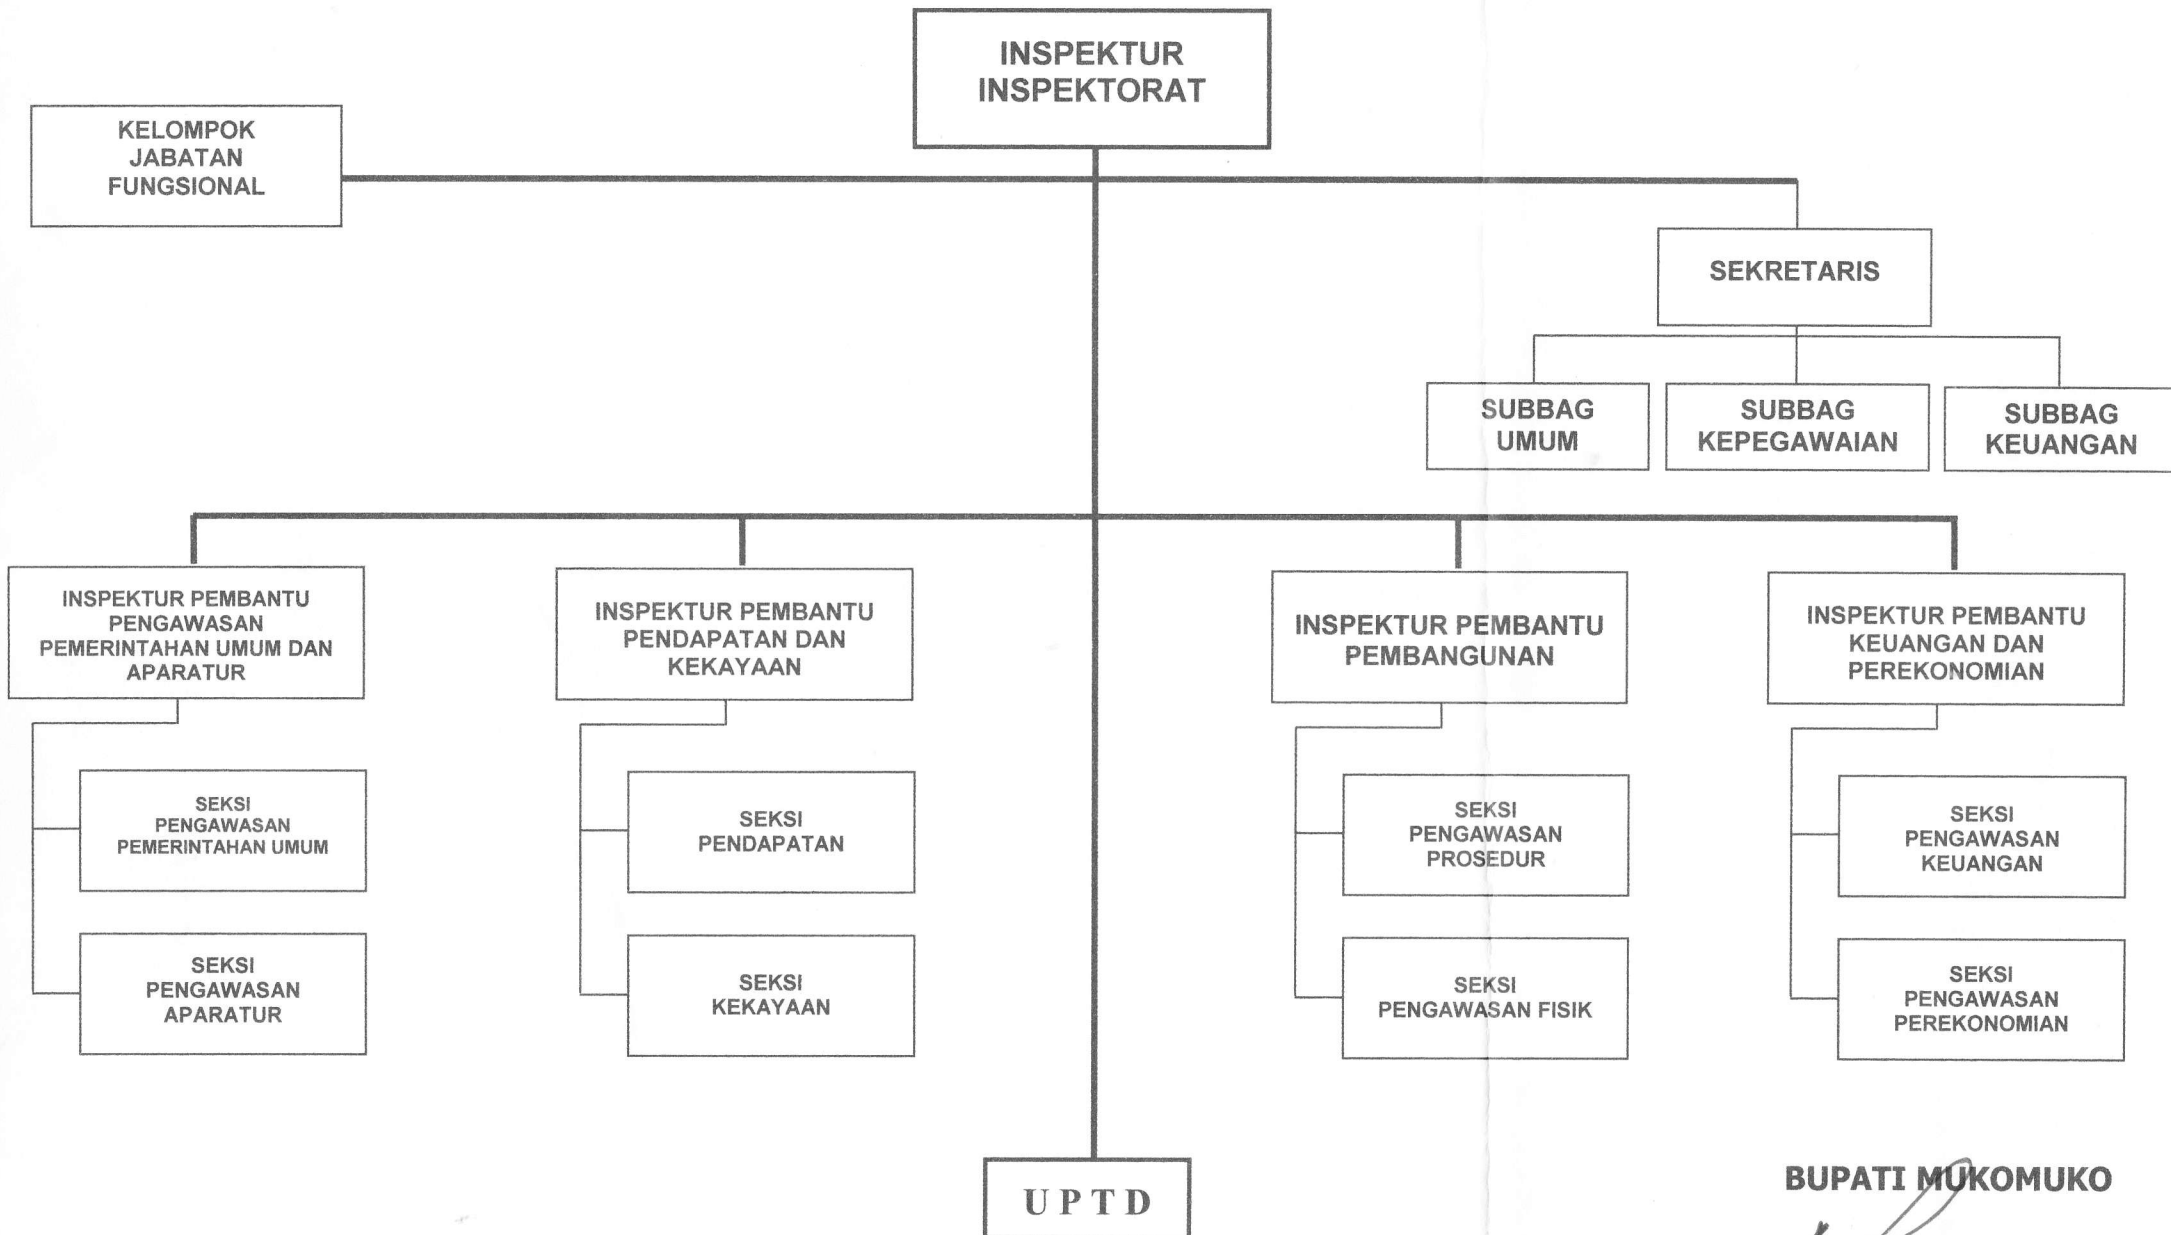 INSPEKTUR
INSPEKTORAT
KELOMPOK
JABATAN
FUNGSIONAL
SEKRETARIS
SUBBAG
UMUM
SUBBAG
KEPEGAWAIAN
SUBBAG
KEUANGAN
INSPEKTUR PEMBANTU
PENGAWASAN
PEMERINTAHAN UMUM DAN
APARATUR
INSPEKTUR PEMBANTU
PENDAPATAN DAN
KEKAYAAN
INSPEKTUR PEMBANTU
PEMBANGUNAN
INSPEKTUR PEMBANTU
KEUANGAN DAN
PEREKONOMIAN
SEKSI
PENGAWASAN
PEMERINTAHAN UMUM
SEKSI
PENDAPATAN
SEKSI
PENGAWASAN
PROSEDUR
SEKSI
PENGAWASAN
KEUANGAN
SEKSI
PENGAWASAN
APARATUR
SEKSI
KEKAYAAN
SEKSI
PENGAWASAN FISIK
SEKSI
PENGAWASAN
PEREKONOMIAN
U P T D
BUPATI MUKOMUKO